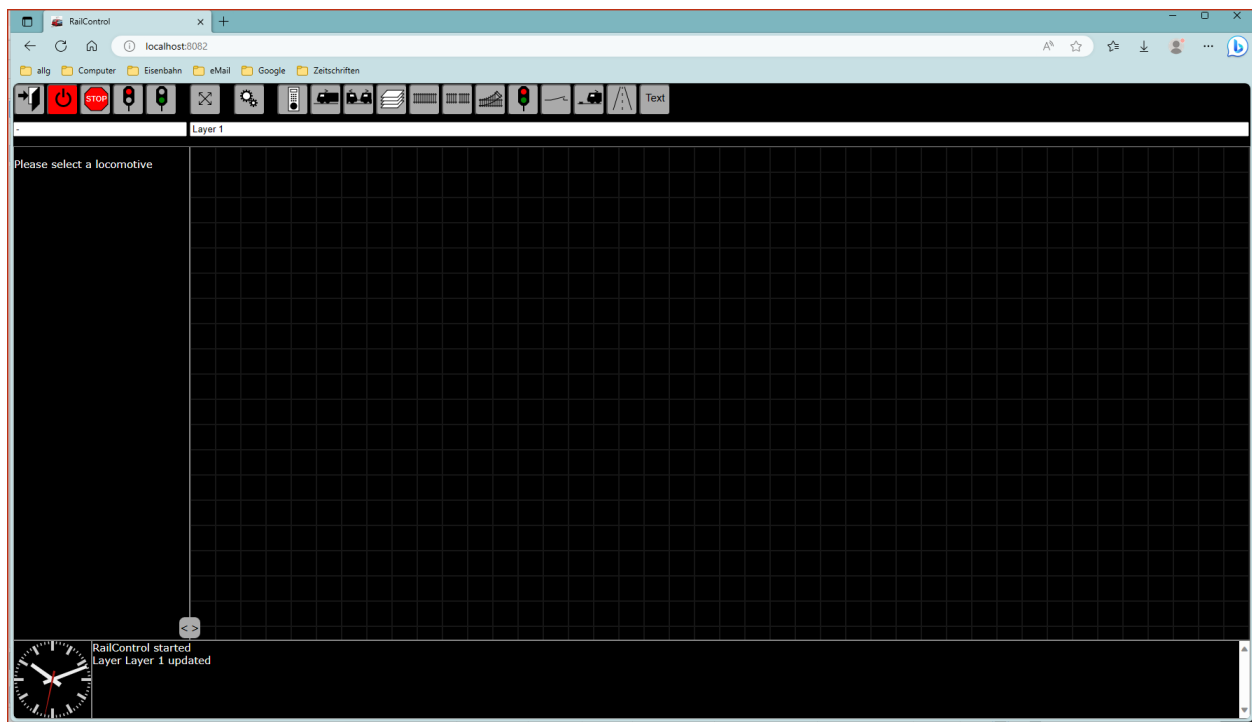 RailControl
localhost:8082
allg Computer Eisenbahn eMail Google Zeitschriften
STOP Text
- Layer 1
Please select a locomotive
< >
RailControl started
Layer Layer 1 updated